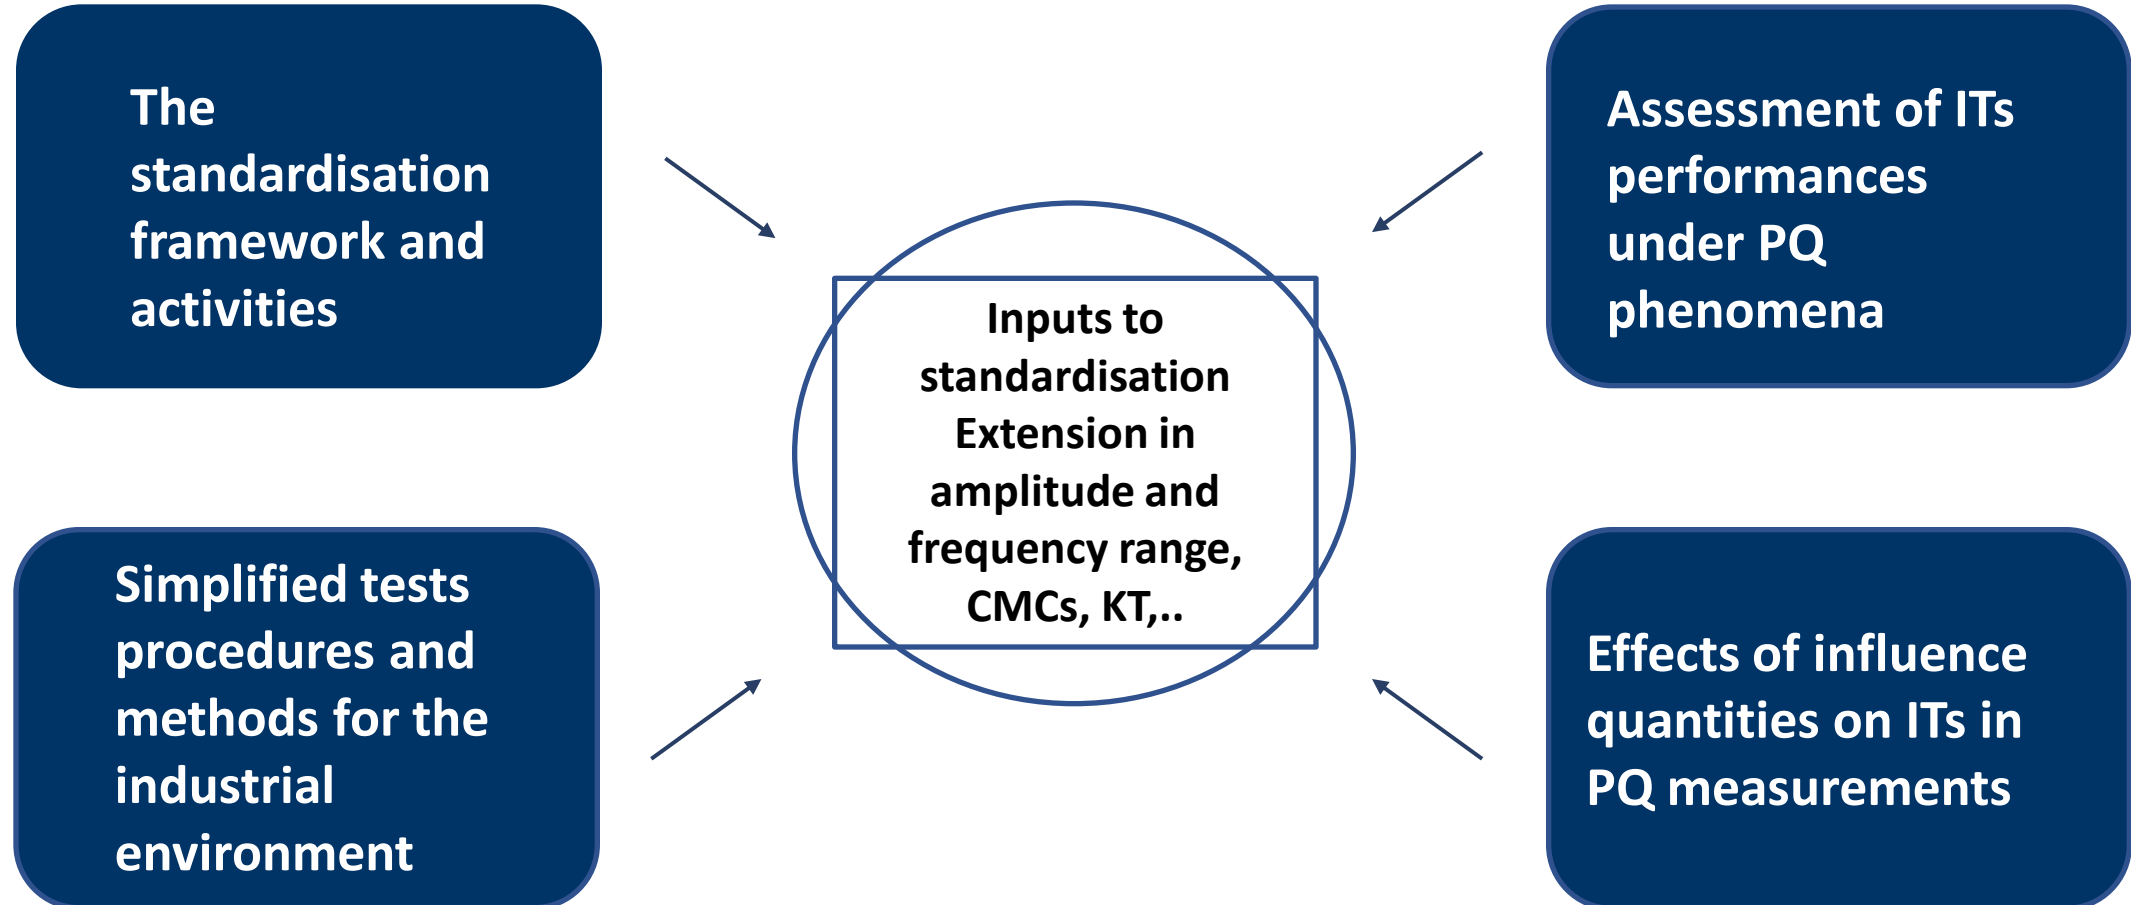 The
standardisation
framework and
activities
Assessment of ITs
performances
under PQ
phenomena
Inputs to
standardisation
Extension in
amplitude and
frequency range,
CMCs, KT,..
Simplified tests
procedures and
methods for the
industrial
environment
Effects of influence
quantities on ITs in
PQ measurements